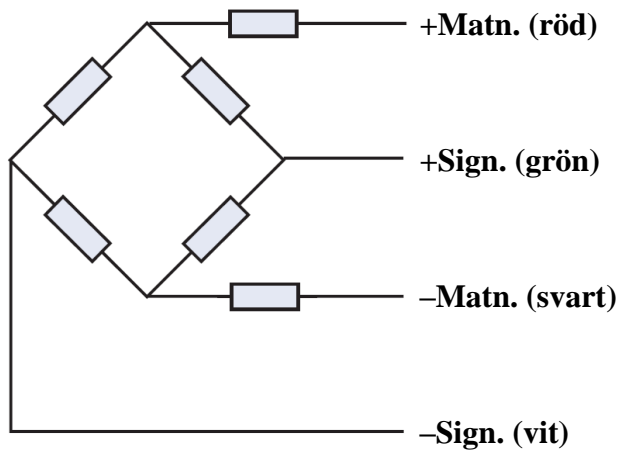 +Matn. (röd)
+Sign. (grön)
–Matn. (svart)
–Sign. (vit)